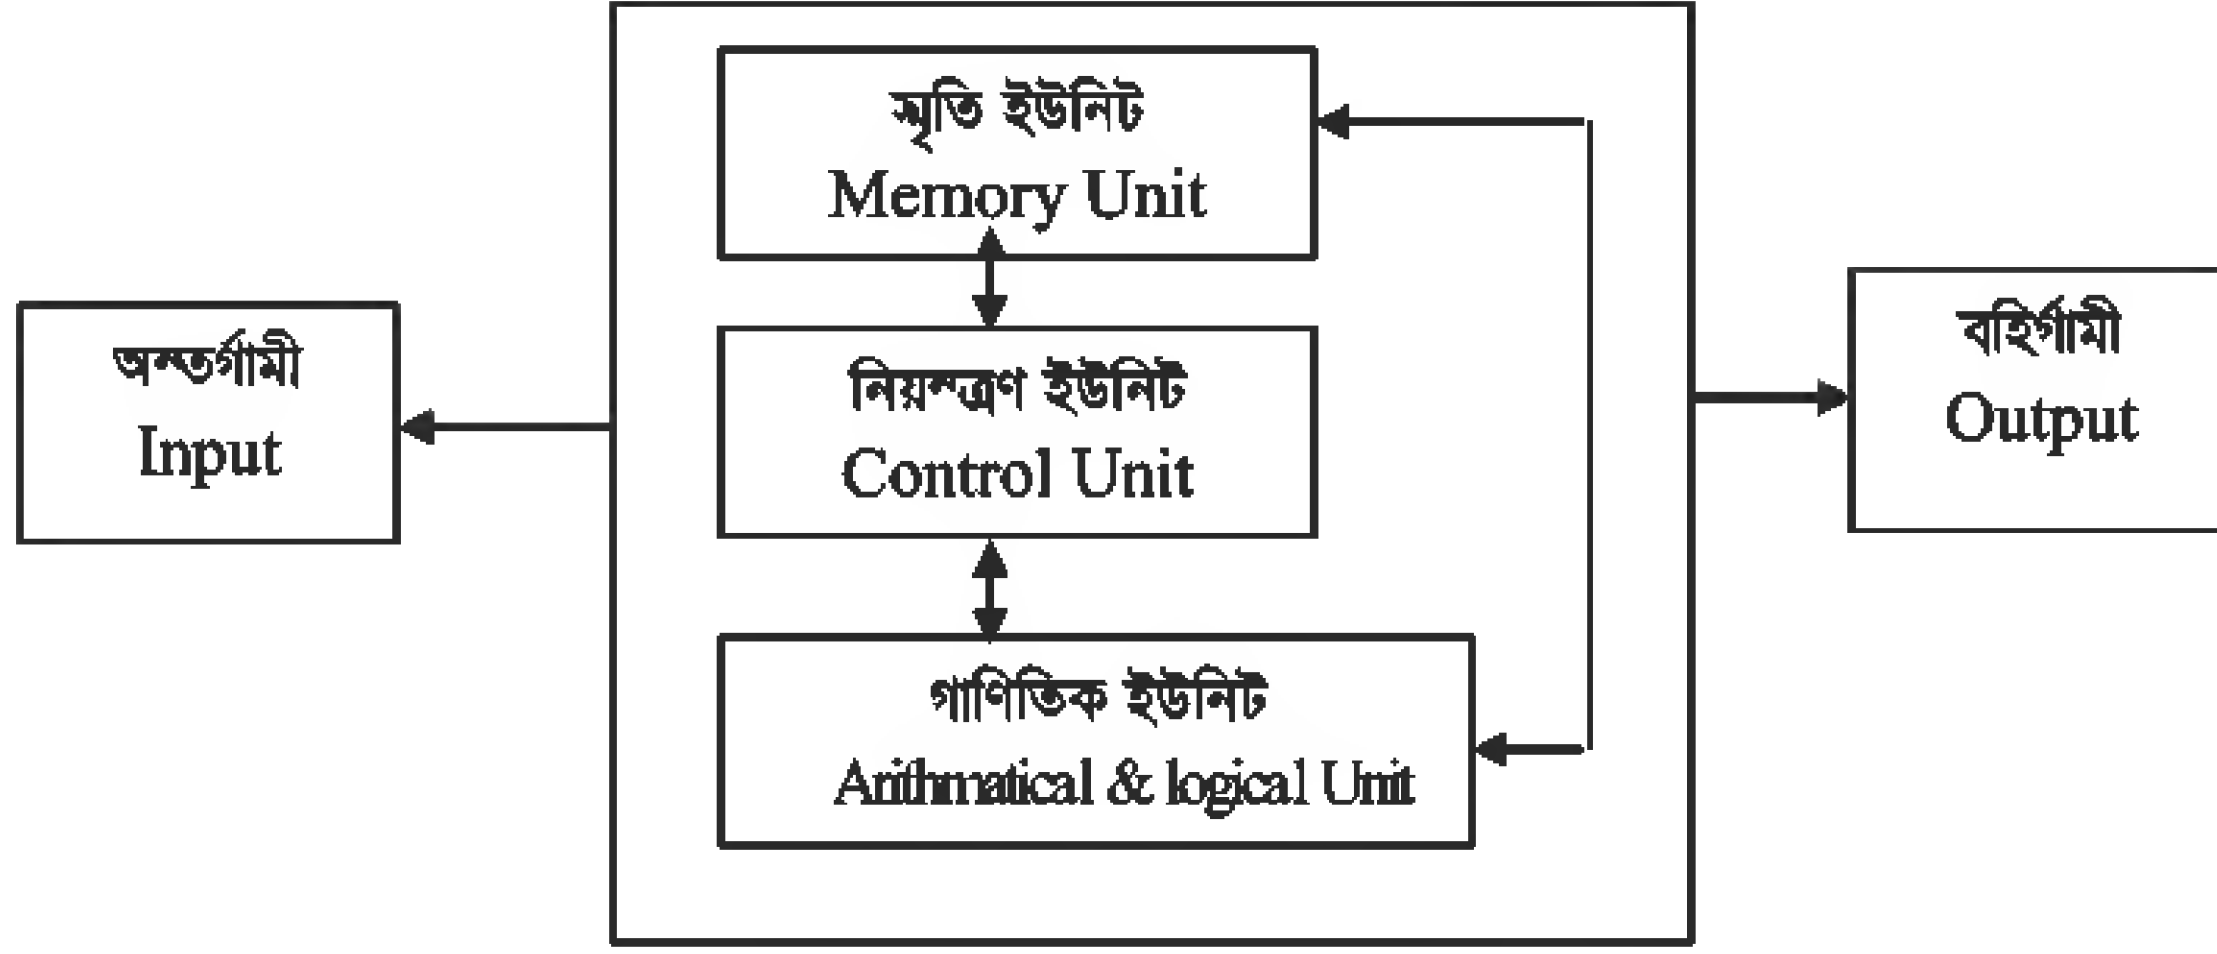 স্মৃতি ইউনিট
Memory Unit
অন্তর্গামী
Input
নিয়ন্ত্রণ ইউনিট
Control Unit
বহির্গামী
Output
গাণিতিক ইউনিট
Arithmatical & logical Unit